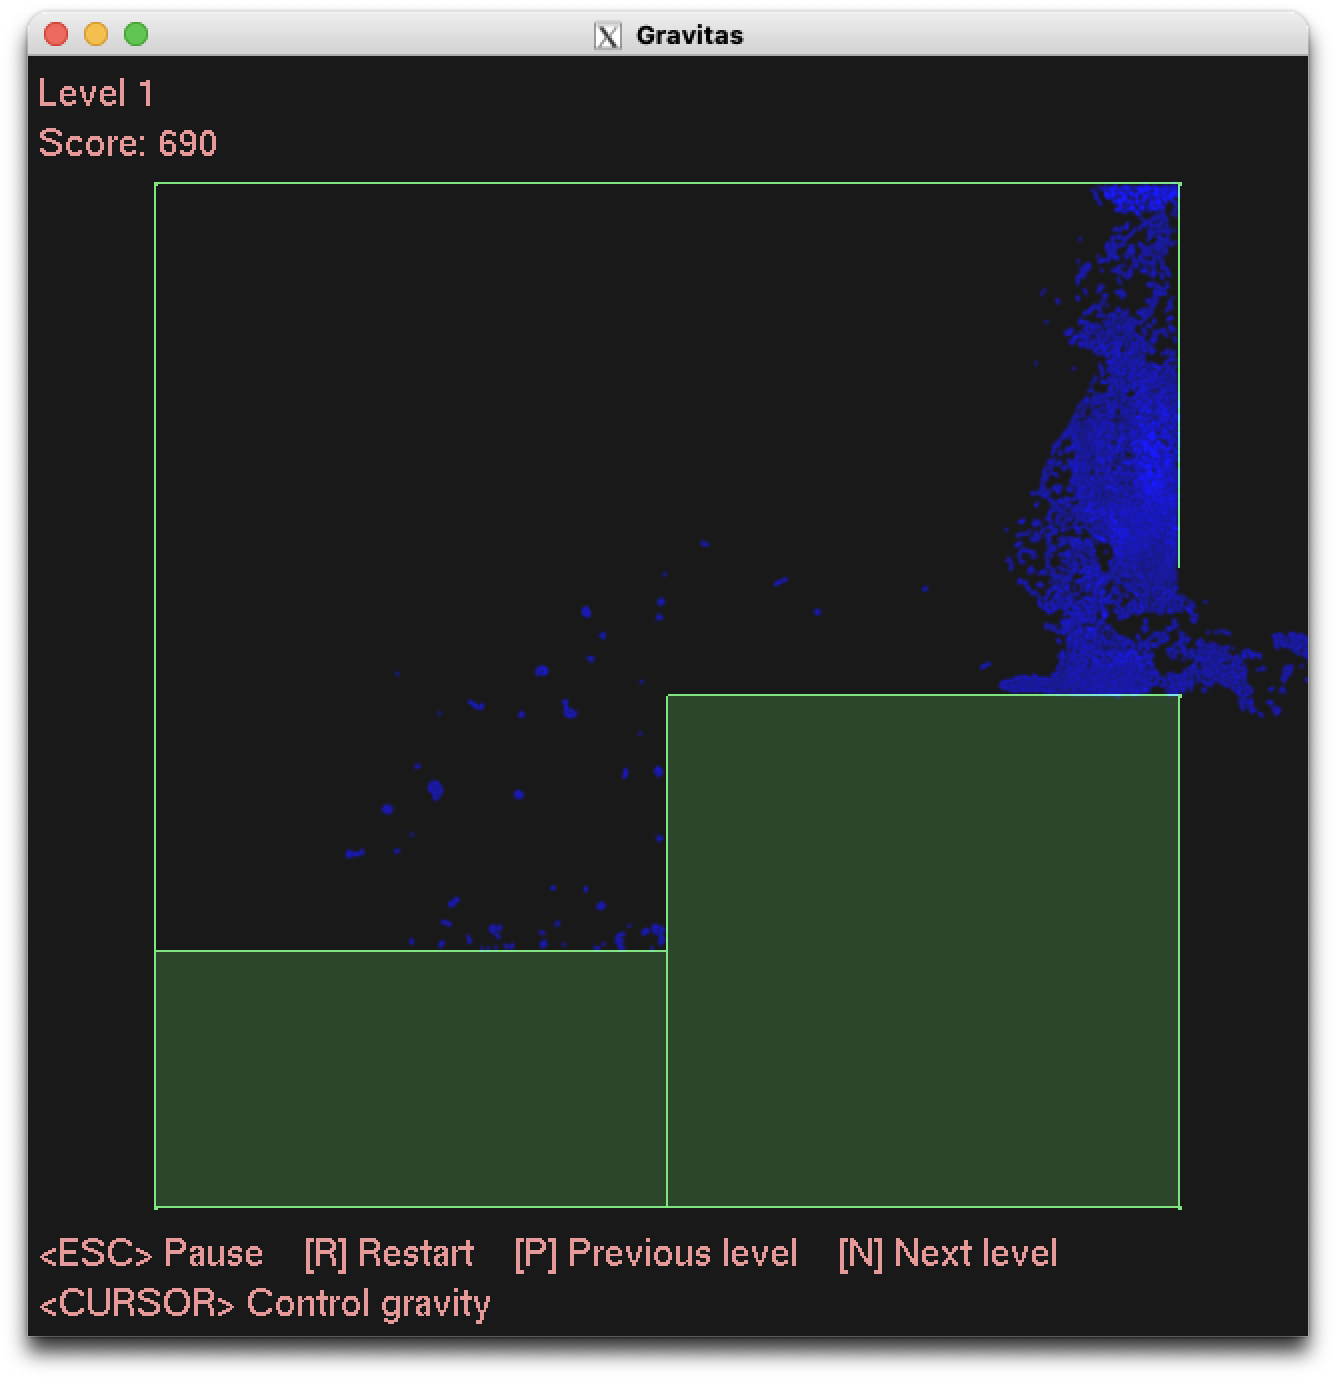 Gravitas
Level 1
Score: 690
<ESC> Pause [R] Restart [P] Previous level [N] Next level
<CURSOR> Control gravity